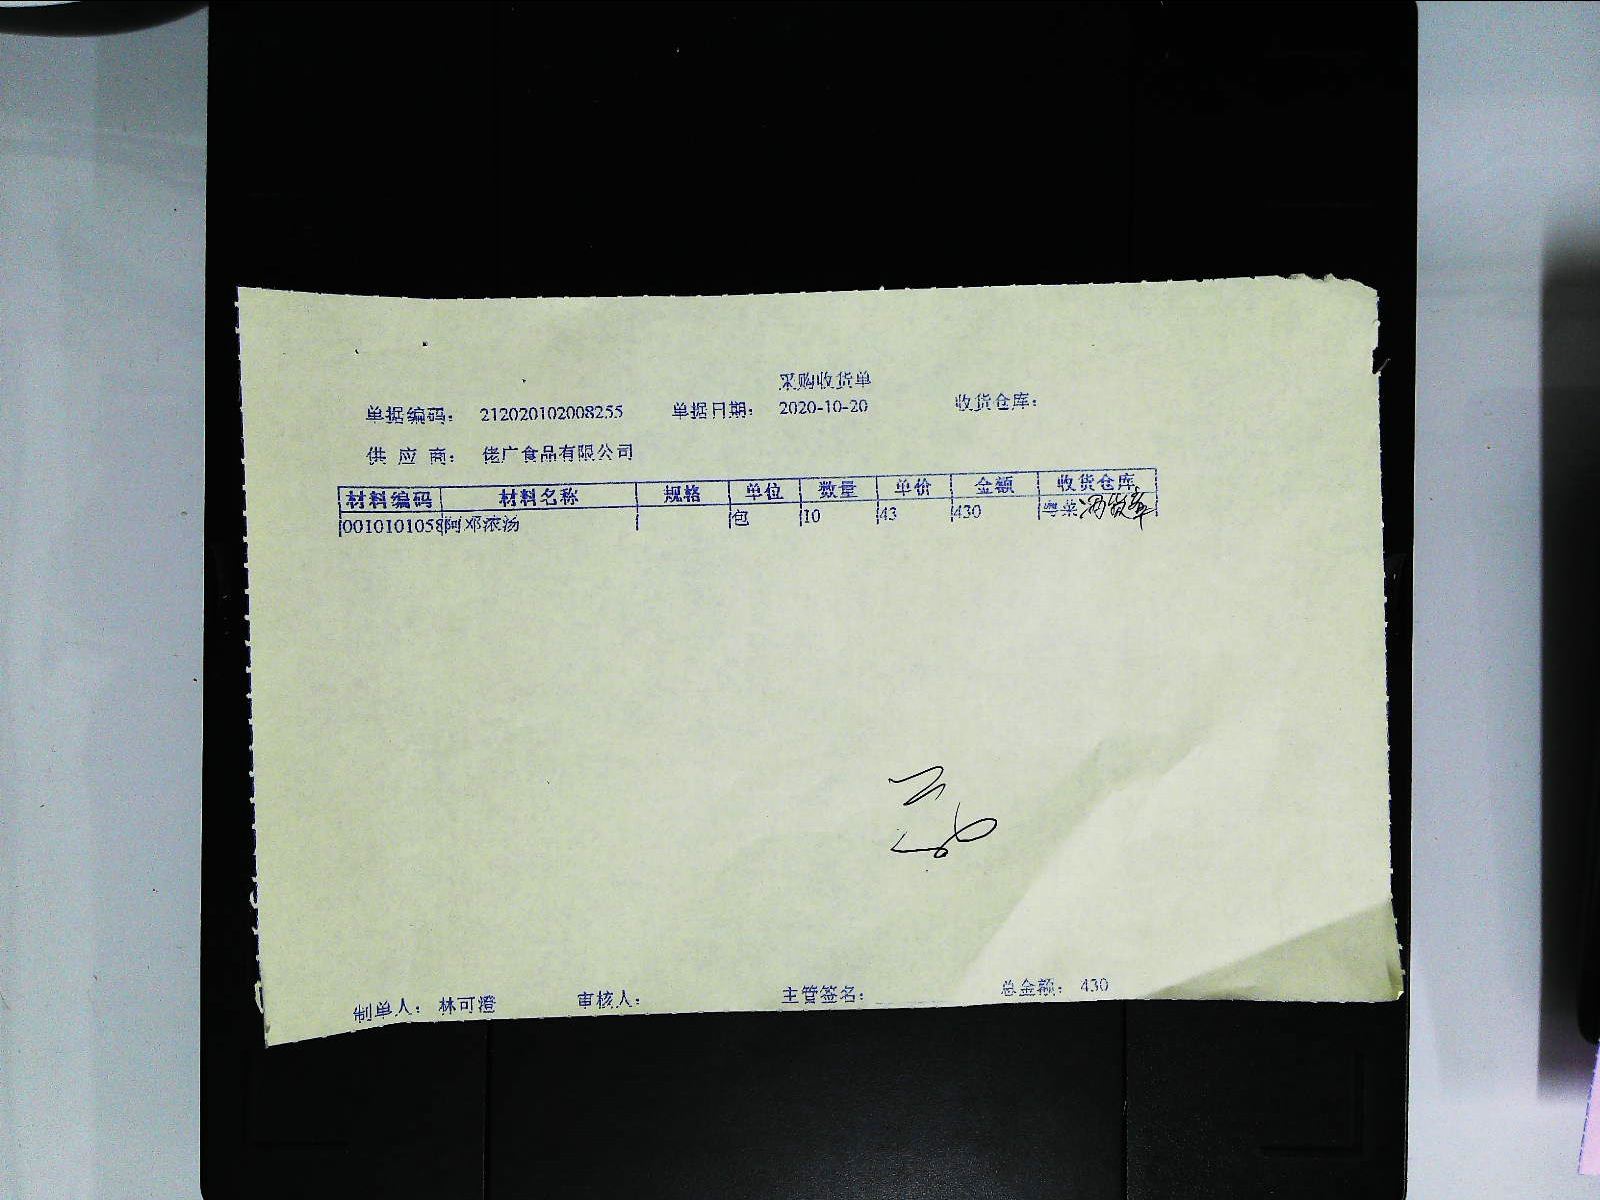 采购收货单
单据编码: 212020102008255 单据日期: 2020-10-20 收货仓库:
供 应 商: 佬广食品有限公司
材料编码 材料名称 规格 单位 数量 单价 金额 收货仓库
0010101058 阿邓浓汤 包 10 43 430 粤菜
制单人: 林可澄 审核人: 主管签名: 总金额: 430